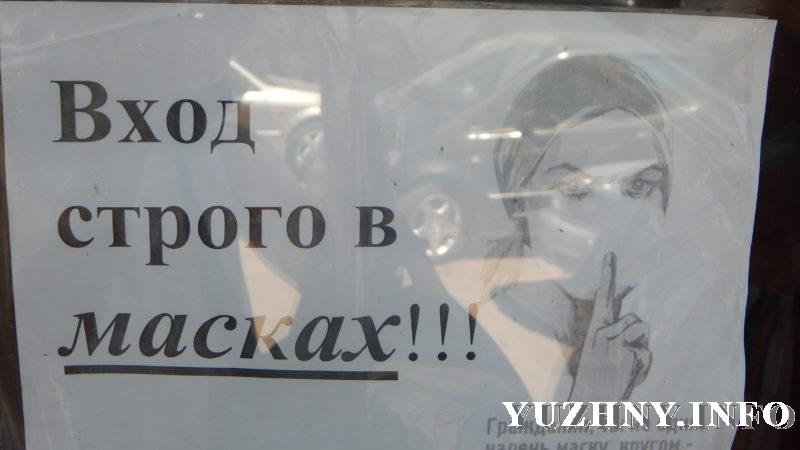 Вход
строго в
масках!!!
YUZHNY.INFO
надень маску, кругом -